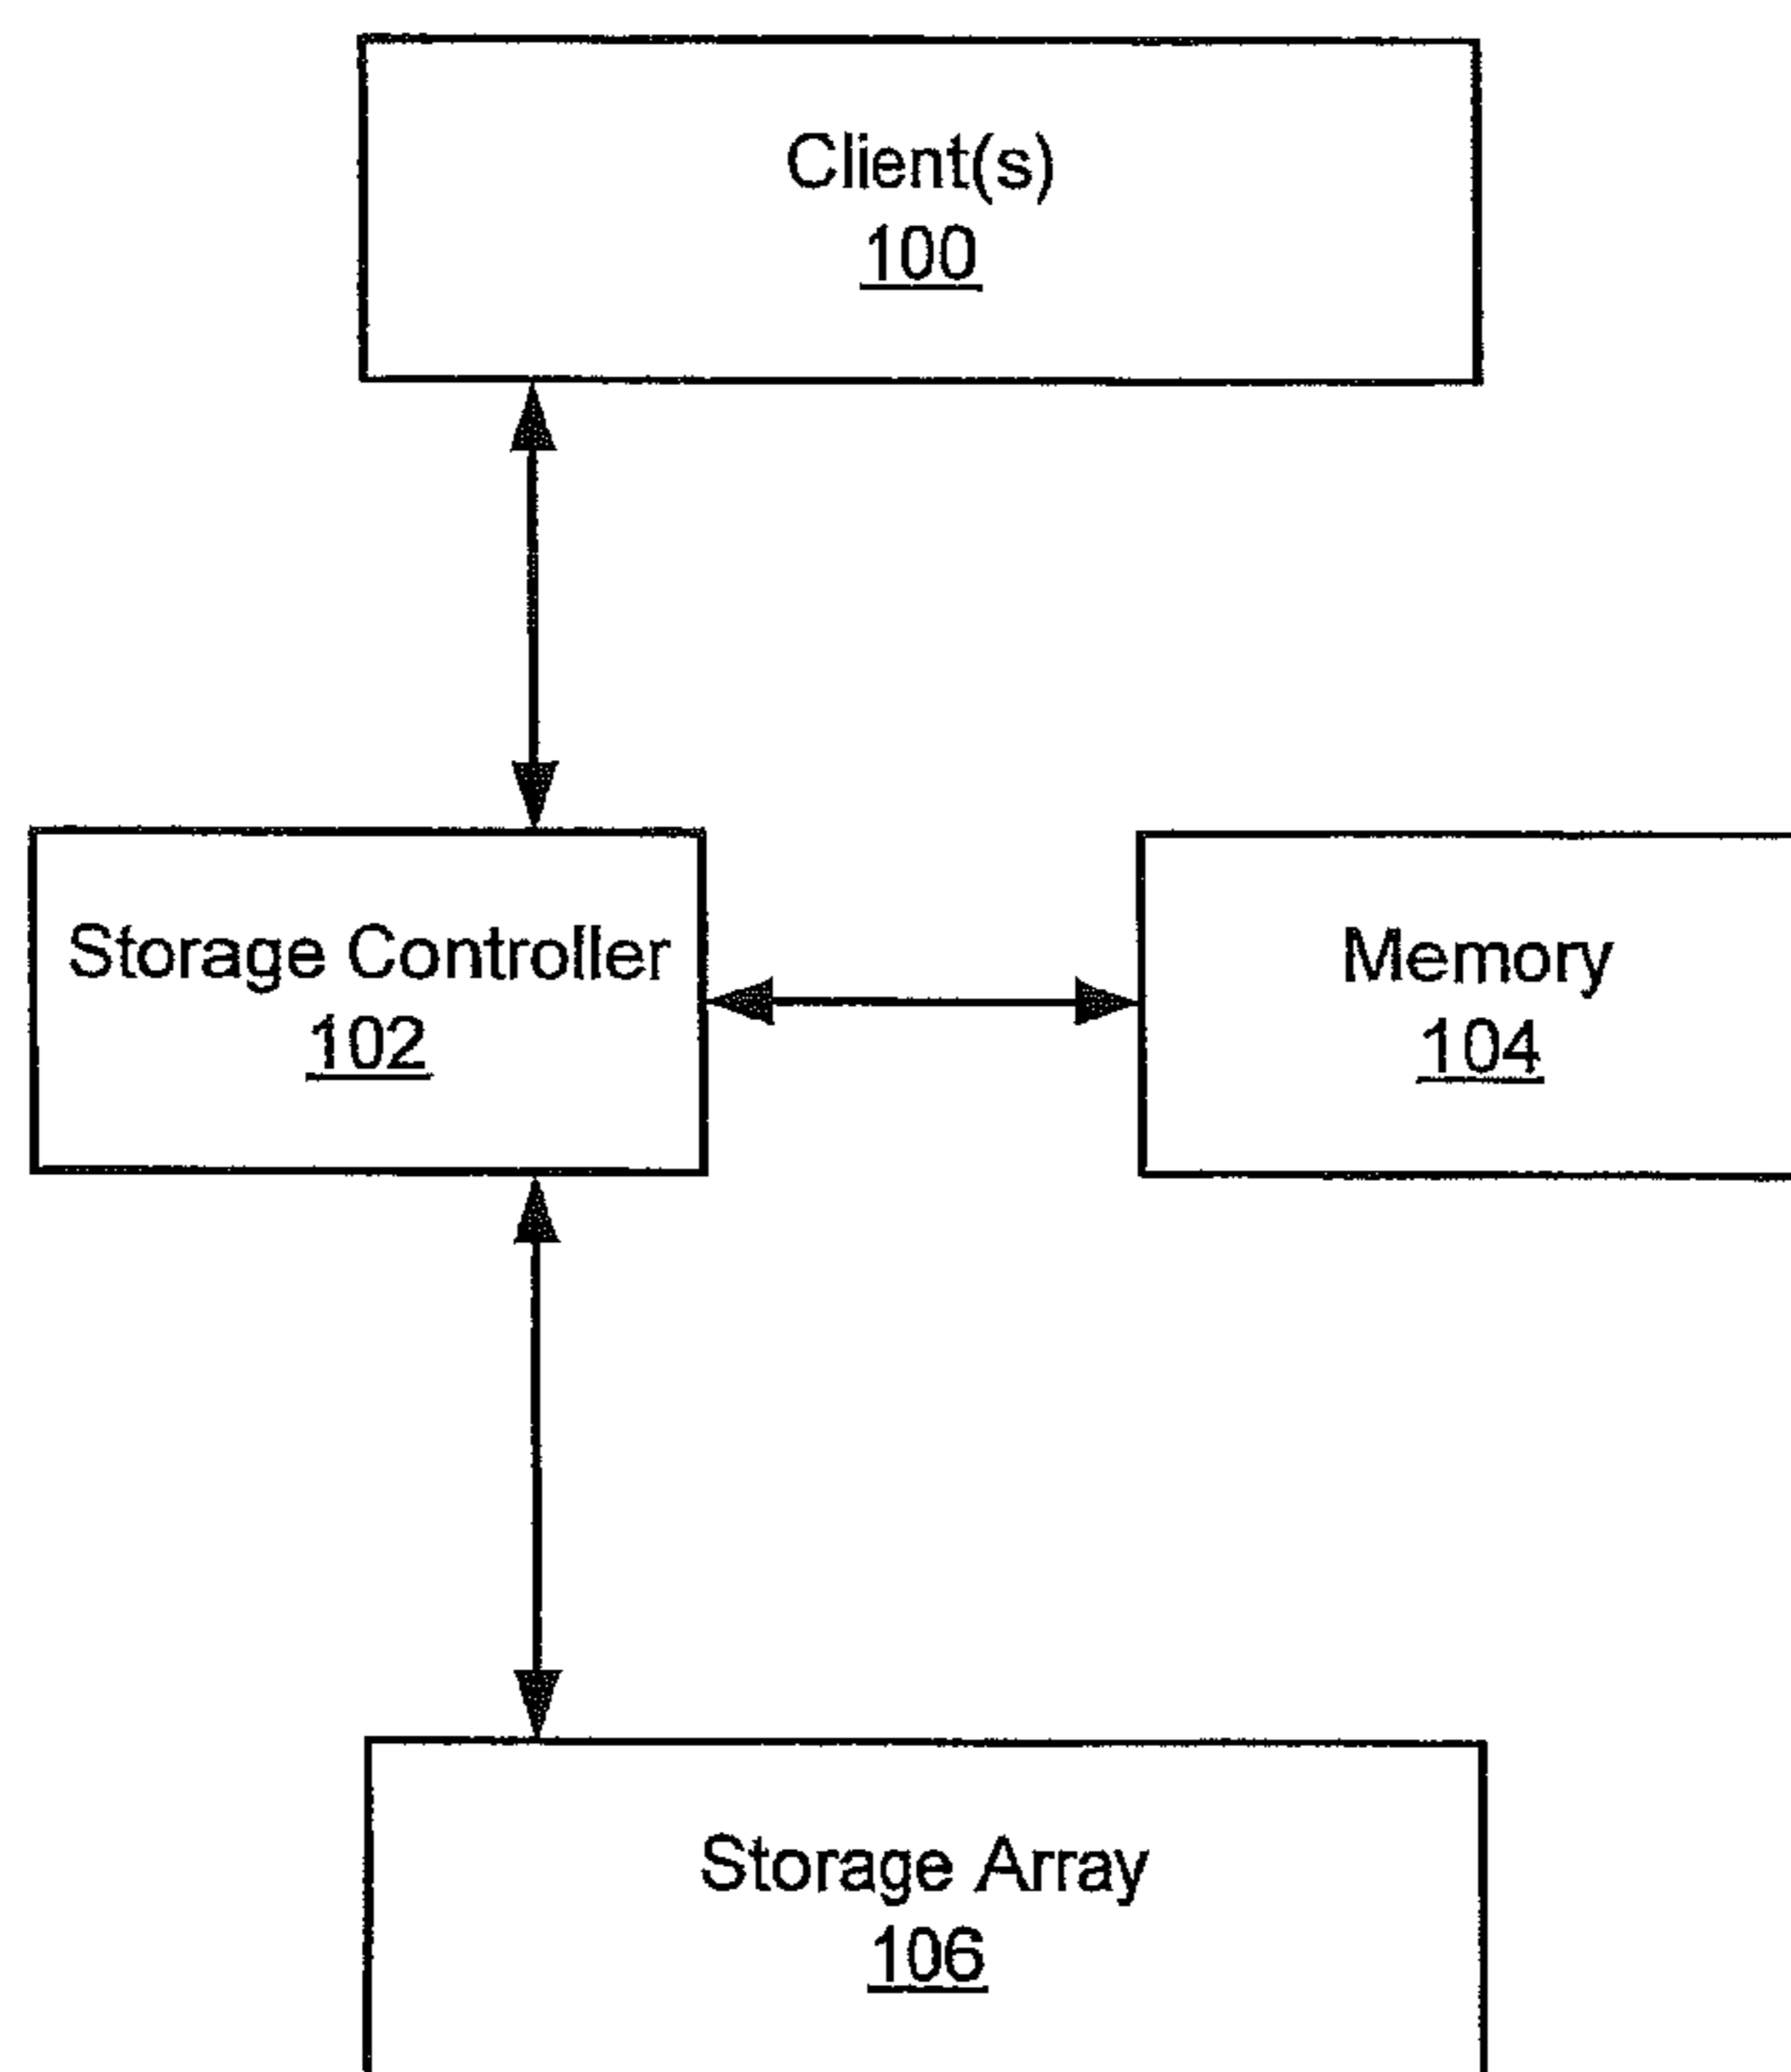 Client(s)
100
Storage Controller
102
Memory
104
Storage Array
106